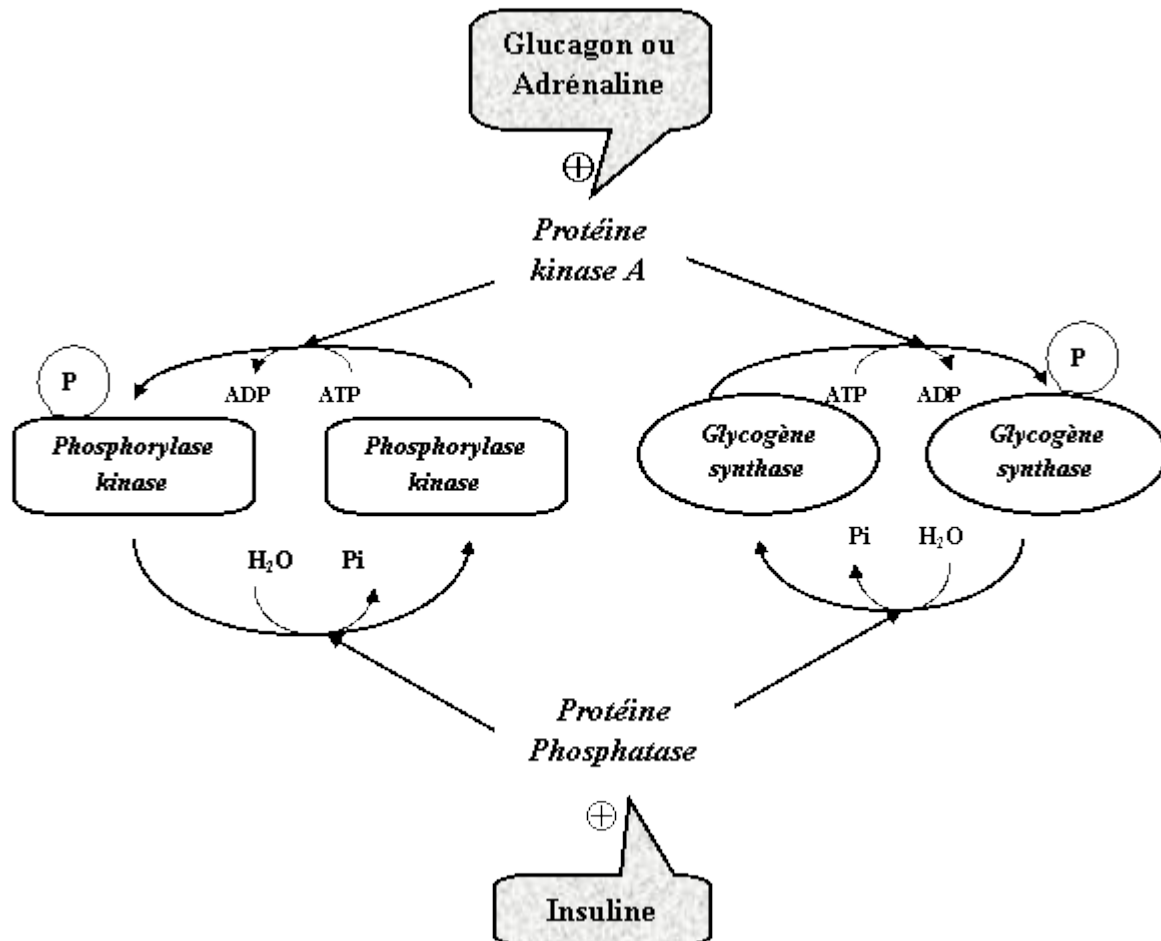 Glucagon ou
Adrénaline
⊕
Protéine
kinase A
P
P
ADP
ATP
ATP
ADP
Phosphorylase
kinase
Phosphorylase
kinase
Glycogène
synthase
Glycogène
synthase
H₂O
Pi
Pi
H₂O
Protéine
Phosphatase
⊕
Insuline